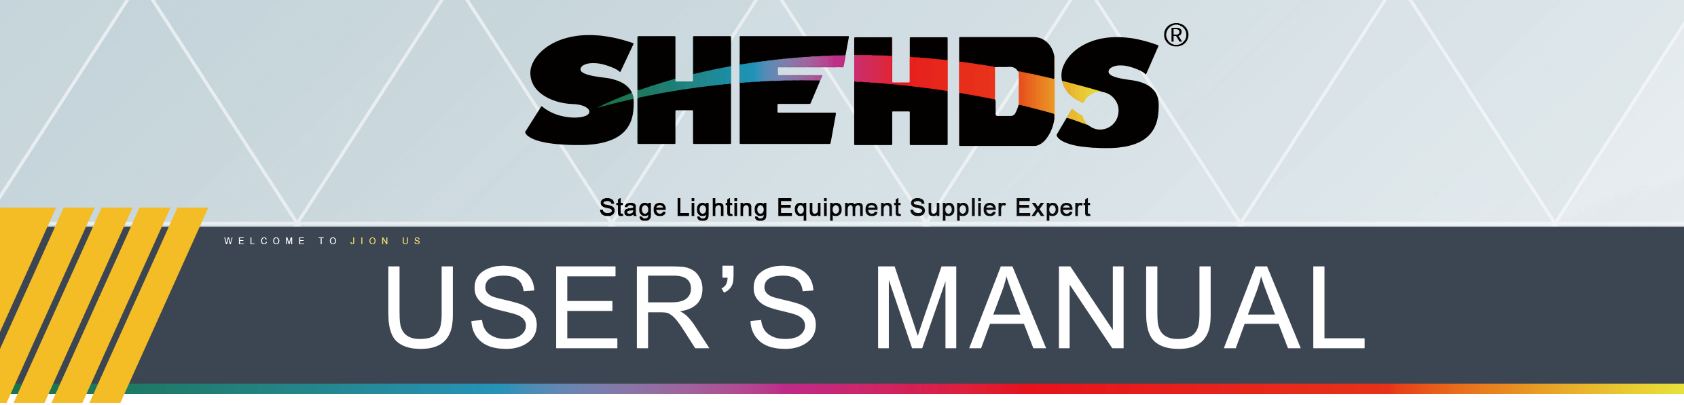 SHEHDS®
Stage Lighting Equipment Supplier Expert
WELCOME TO JION US
USER'S MANUAL